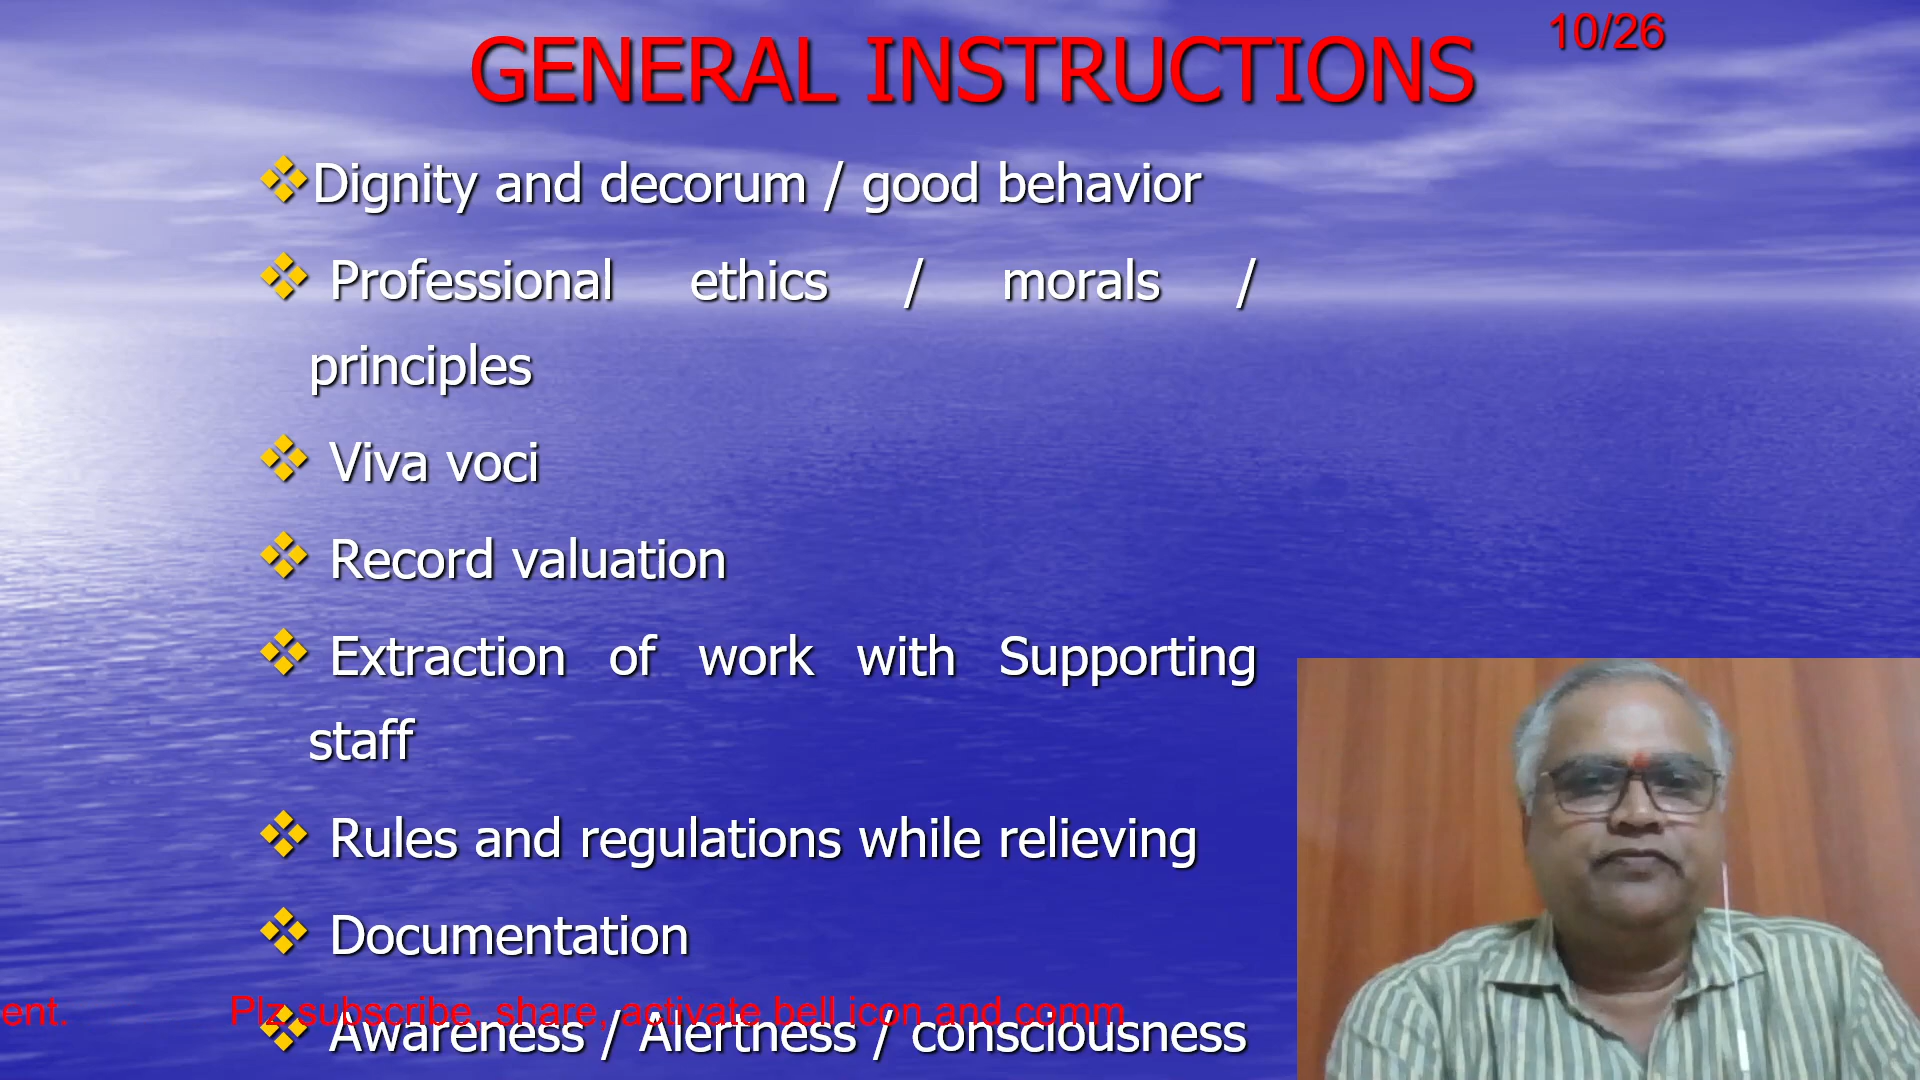 GENERAL INSTRUCTIONS
10/26
Dignity and decorum / good behavior
Professional ethics / morals /
principles
Viva voci
Record valuation
Extraction of work with Supporting
staff
Rules and regulations while relieving
Documentation
ent. Plz subscribe, share, activate bell icon and comm
Awareness / Alertness / consciousness